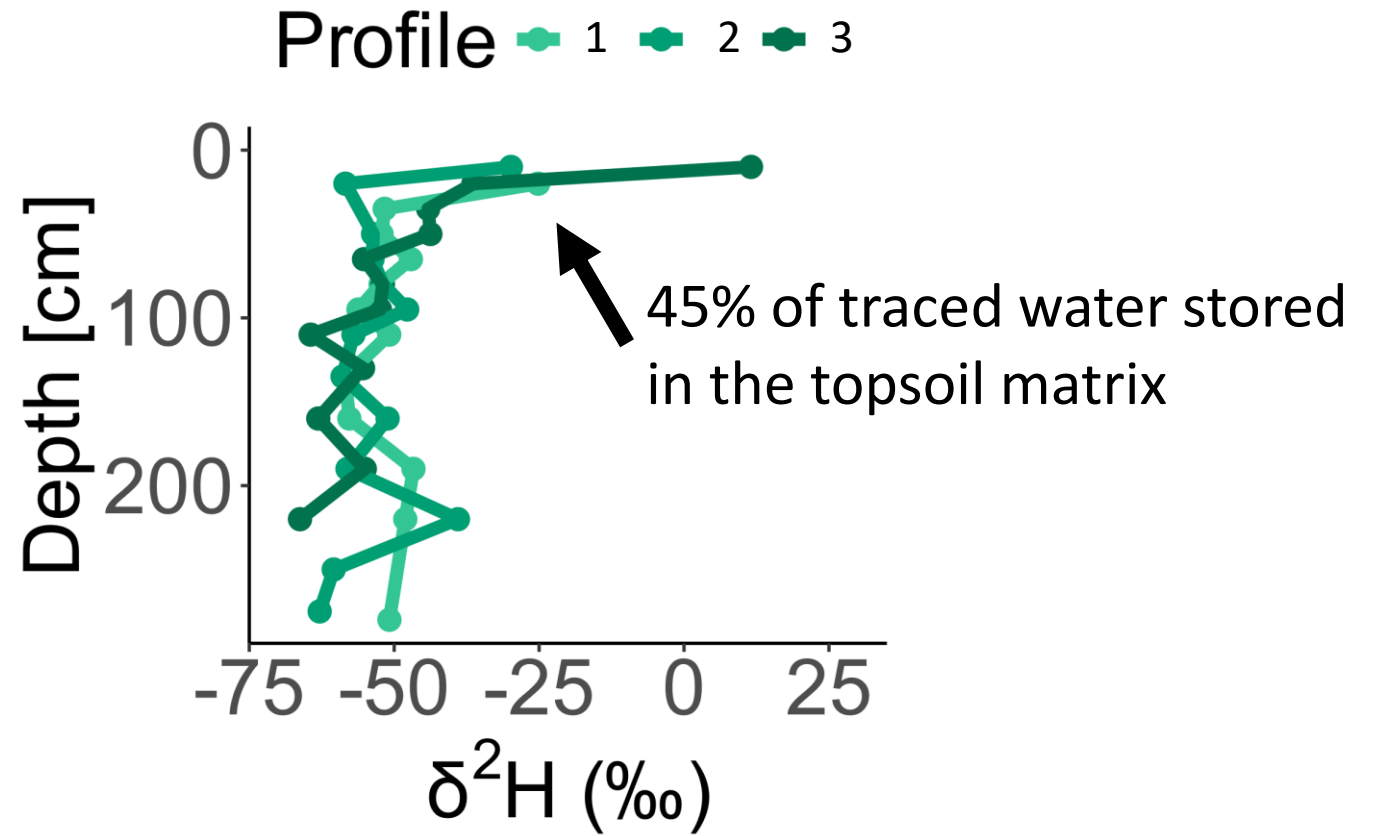 Profile 1 2 3
0
100
200
Depth [cm]
45% of traced water stored
in the topsoil matrix
-75 -50 -25 0 25
δ²H (‰)